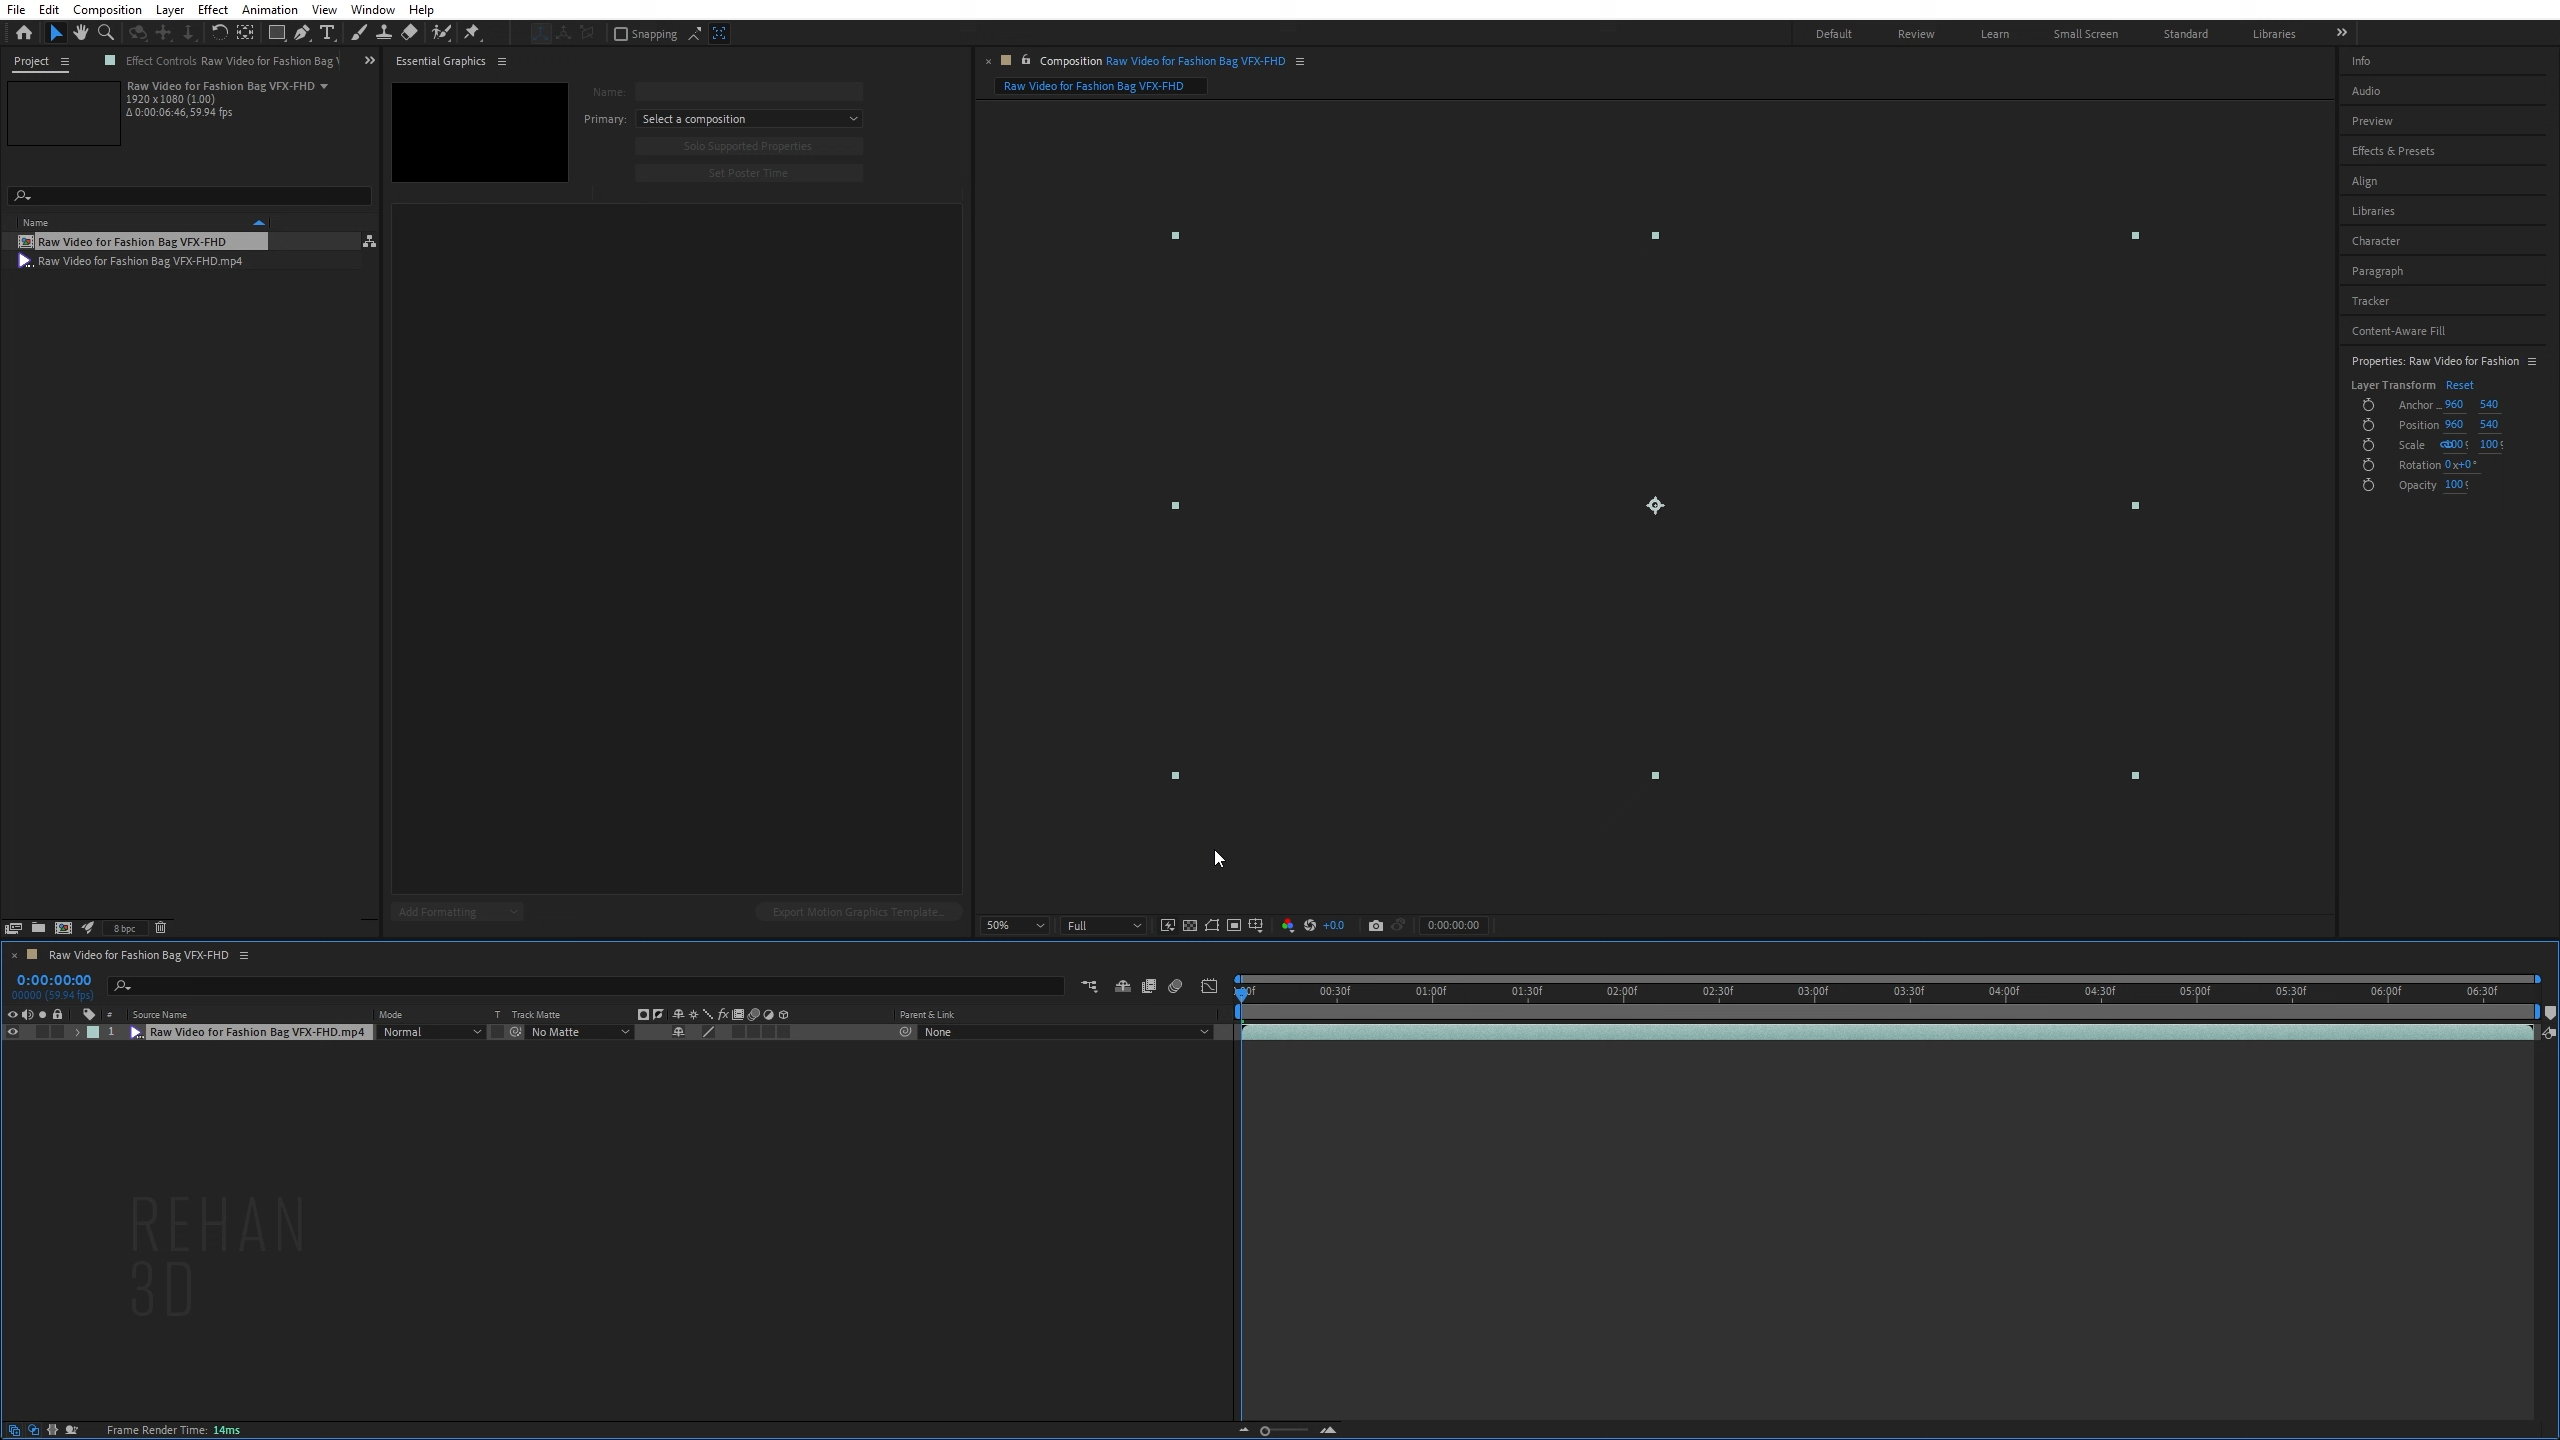 File Edit Composition Layer Effect Animation View Window Help
Snapping
Default Review Learn Small Screen Standard Libraries
Project
Effect Controls Raw Video for Fashion Bag
Raw Video for Fashion Bag VFX-FHD
1920 x 1080 (1.00)
Δ 0:00:06:46, 59.94 fps
Name
Raw Video for Fashion Bag VFX-FHD
Raw Video for Fashion Bag VFX-FHD.mp4
8 bpc
Essential Graphics
Name:
Primary: Select a composition
Solo Supported Properties
Set Poster Time
Add Formatting
Export Motion Graphics Template...
Composition Raw Video for Fashion Bag VFX-FHD
Raw Video for Fashion Bag VFX-FHD
50% Full +0.0 0:00:00:00
Info
Audio
Preview
Effects & Presets
Align
Libraries
Character
Paragraph
Tracker
Content-Aware Fill
Properties: Raw Video for Fashion
Layer Transform Reset
Anchor 960 540
Position 960 540
Scale 100 100
Rotation 0x+0°
Opacity 100
Raw Video for Fashion Bag VFX-FHD
0:00:00:00
00000 (59.94 fps)
# Source Name Mode T Track Matte fx Parent & Link
1 Raw Video for Fashion Bag VFX-FHD.mp4 Normal No Matte None
00:30f 01:00f 01:30f 02:00f 02:30f 03:00f 03:30f 04:00f 04:30f 05:00f 05:30f 06:00f 06:30f
REHAN
3D
Frame Render Time: 14ms